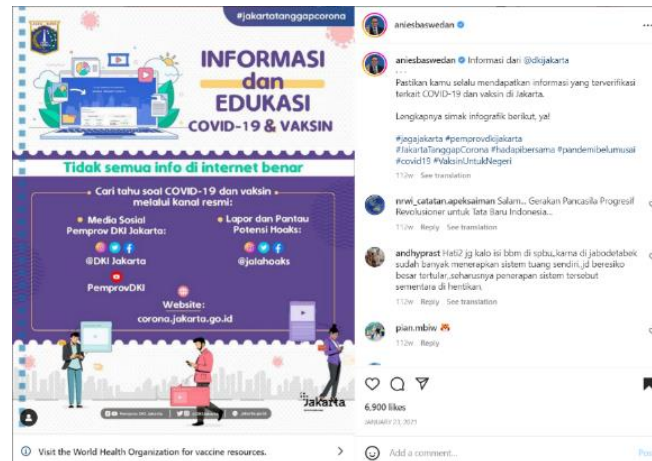 #jakartatanggapcorona
INFORMASI
dan
EDUKASI
COVID-19 & VAKSIN
Tidak semua info di internet benar
Cari tahu soal COVID-19 dan vaksin
melalui kanal resmi:
Media Sosial
Pemprov DKI Jakarta:
@DKI Jakarta
PemprovDKI
Lapor dan Pantau
Potensi Hoaks:
@jalahoaks
Website:
corona.jakarta.go.id
Jakarta
Visit the World Health Organization for vaccine resources.
aniesbaswedan
aniesbaswedan Informasi dari @dkijakarta
Pastikan kamu selalu mendapatkan informasi yang terverifikasi
terkait COVID-19 dan vaksin di Jakarta.
Lengkapnya simak infografik berikut, ya!
#jagajakarta #pemprovdkijakarta
#JakartaTanggapCorona #hadapibersama #pandemibelumusai
#covid19 #VaksinUntukNegeri
112w See translation
nrwi_catatan.apeksaiman Salam... Gerakan Pancasila Progresif
Revolusioner untuk Tata Baru Indonesia...
112w Reply See translation
andhyprast Hati2 jg kalo isi bbm di spbu,,karna di jabodetabek
sudah banyak menerapkan sistem tuang sendiri,,jd beresiko
besar tertular,,seharusnya penerapan sistem tersebut
sementara di hentikan
112w Reply See translation
pian.mbiw
112w Reply
6,900 likes
JANUARY 23, 2021
Add a comment...
Post